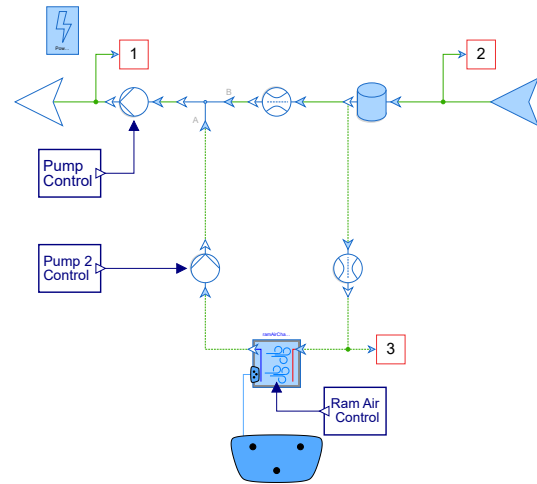 1
2
Pow...
B
A
Pump
Control
Pump 2
Control
ramAirCha...
3
Ram Air
Control